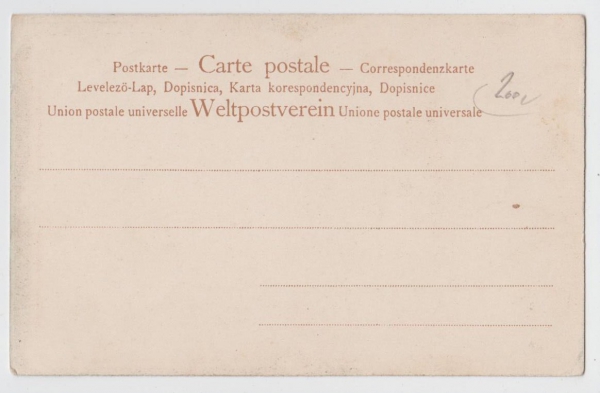 Postkarte — Carte postale — Correspondenzkarte
Levelezö-Lap, Dopisnica, Karta korespondencyjna, Dopisnice
Union postale universelle Weltpostverein Unione postale universale